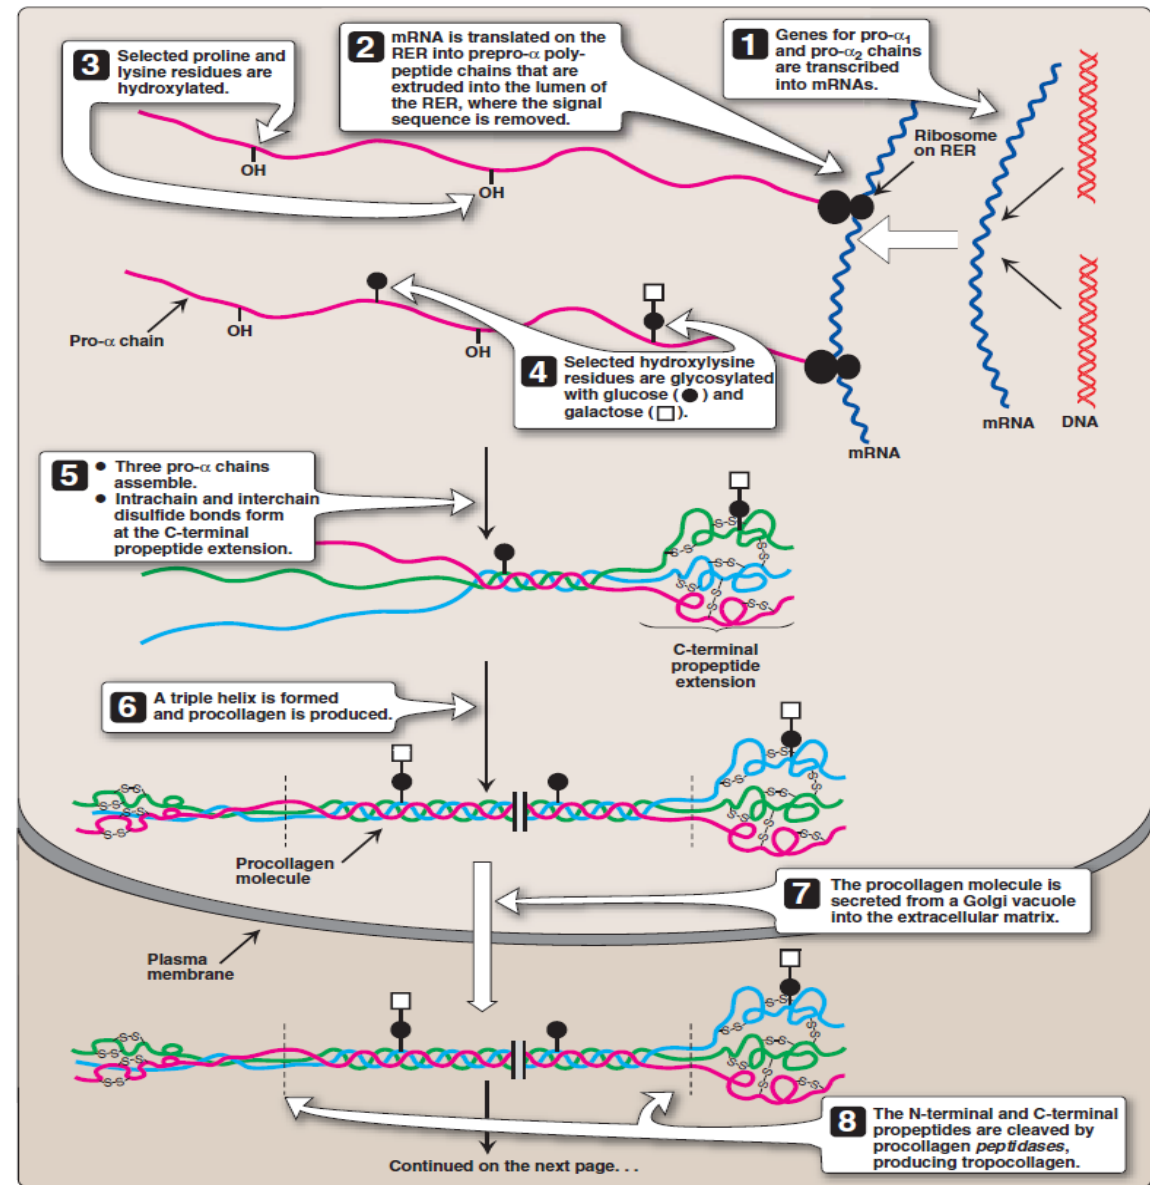 1 Genes for pro-α1
and pro-α2 chains
are transcribed
into mRNAs.
2 mRNA is translated on the
RER into prepro-α poly-
peptide chains that are
extruded into the lumen of
the RER, where the signal
sequence is removed.
3 Selected proline and
lysine residues are
hydroxylated.
Ribosome
on RER
OH
OH
Pro-α chain
OH
OH
4 Selected hydroxylysine
residues are glycosylated
with glucose (●) and
galactose (□).
mRNA
DNA
mRNA
5 ● Three pro-α chains
assemble.
● Intrachain and interchain
disulfide bonds form
at the C-terminal
propeptide extension.
-S-S-
S-S
-S-S-
-S-S-
S-S-
-S-S-
-S-S-
C-terminal
propeptide
extension
6 A triple helix is formed
and procollagen is produced.
-S-S-
S-S-
S-S
-S-S-
-S-S
-S-S-
-S-S-
S-S-
-S-S-
-S-S-
Procollagen
molecule
7 The procollagen molecule is
secreted from a Golgi vacuole
into the extracellular matrix.
Plasma
membrane
-S-S-
S-S-
S-S
-S-S-
-S-S
-S-S-
-S-S-
S-S-
-S-S-
-S-S-
8 The N-terminal and C-terminal
propeptides are cleaved by
procollagen peptidases,
producing tropocollagen.
Continued on the next page. . .